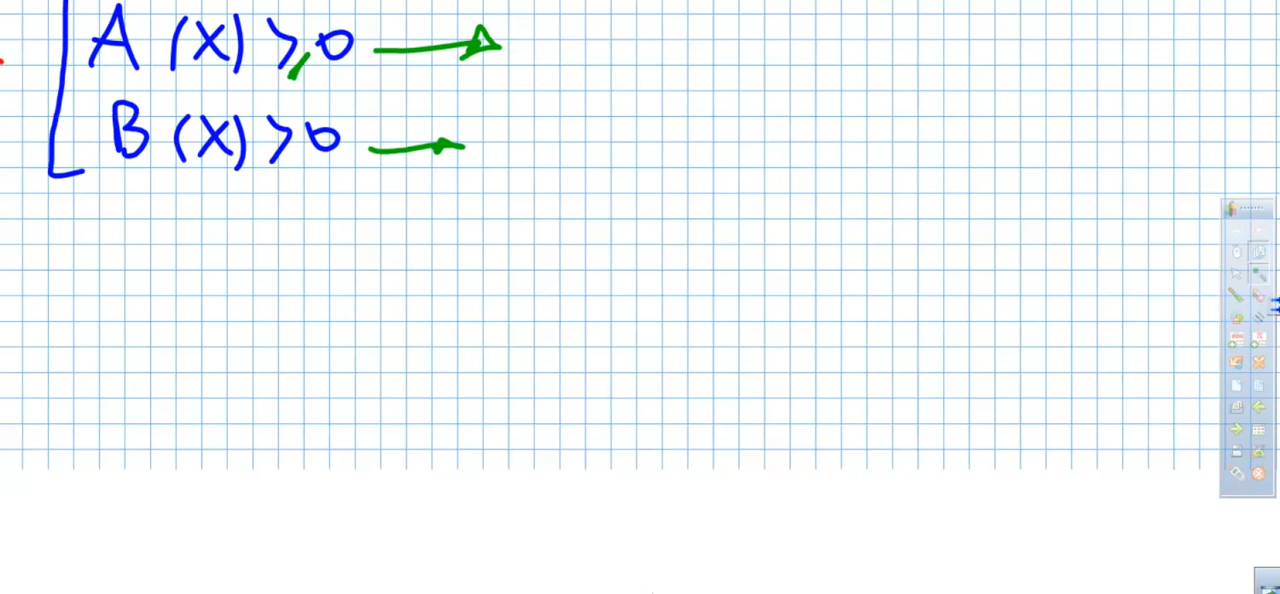 A(x) ≥ 0 →
B(x) > 0 →